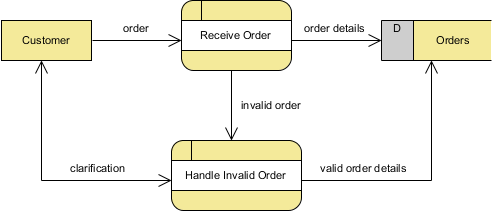 Customer
order
Receive Order
order details
D
Orders
invalid order
clarification
Handle Invalid Order
valid order details